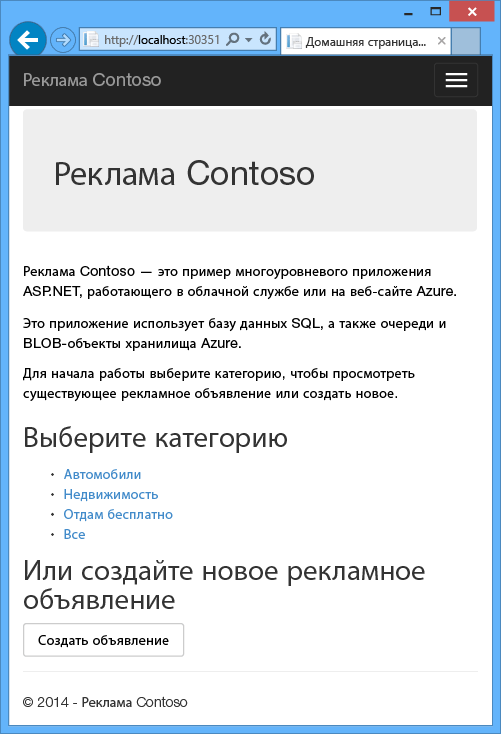 http://localhost:30351
Домашняя страница...
Реклама Contoso
Реклама Contoso
Реклама Contoso — это пример многоуровневого приложения
ASP.NET, работающего в облачной службе или на веб-сайте Azure.
Это приложение использует базу данных SQL, а также очереди и
BLOB-объекты хранилища Azure.
Для начала работы выберите категорию, чтобы просмотреть
существующее рекламное объявление или создать новое.
Выберите категорию
• Автомобили
• Недвижимость
• Отдам бесплатно
• Все
Или создайте новое рекламное
объявление
Создать объявление
© 2014 - Реклама Contoso